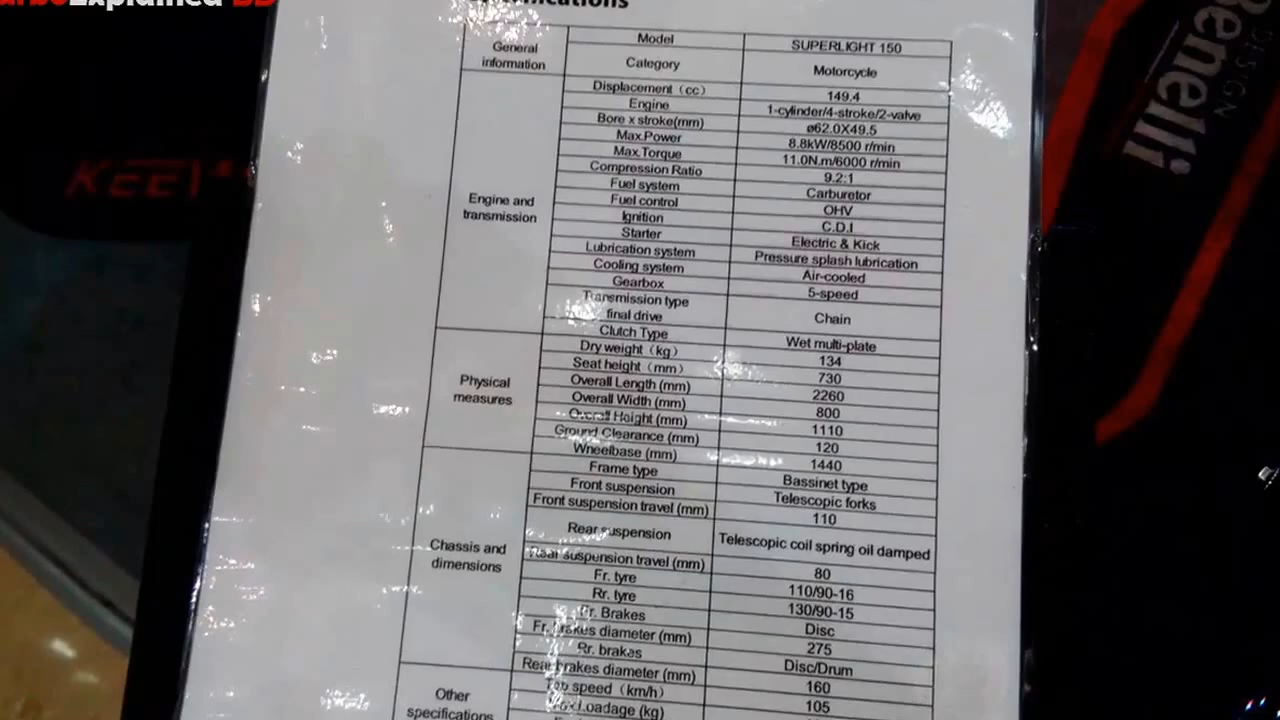 Explained BD
General information
Model SUPERLIGHT 150
Category Motorcycle
Engine and transmission
Displacement (cc) 149.4
Engine 1-cylinder/4-stroke/2-valve
Bore x stroke(mm) ø62.0X49.5
Max.Power 8.8kW/8500 r/min
Max.Torque 11.0N.m/6000 r/min
Compression Ratio 9.2:1
Fuel system Carburetor
Fuel control OHV
Ignition C.D.I
Starter Electric & Kick
Lubrication system Pressure splash lubrication
Cooling system Air-cooled
Gearbox 5-speed
Transmission type
final drive Chain
Clutch Type Wet multi-plate
Physical measures
Dry weight (kg) 134
Seat height (mm) 730
Overall Length (mm) 2260
Overall Width (mm) 800
Overall Height (mm) 1110
Ground Clearance (mm) 120
Chassis and dimensions
Wheelbase (mm) 1440
Frame type Bassinet type
Front suspension Telescopic forks
Front suspension travel (mm) 110
Rear suspension Telescopic coil spring oil damped
Rear suspension travel (mm) 80
Fr. tyre 110/90-16
Rr. tyre 130/90-15
Fr. Brakes Disc
Fr. brakes diameter (mm) 275
Rr. brakes Disc/Drum
Rear brakes diameter (mm) 160
Other specifications
Top speed (km/h) 105
Loadage (kg)
KEE
Benelli
DESIGN